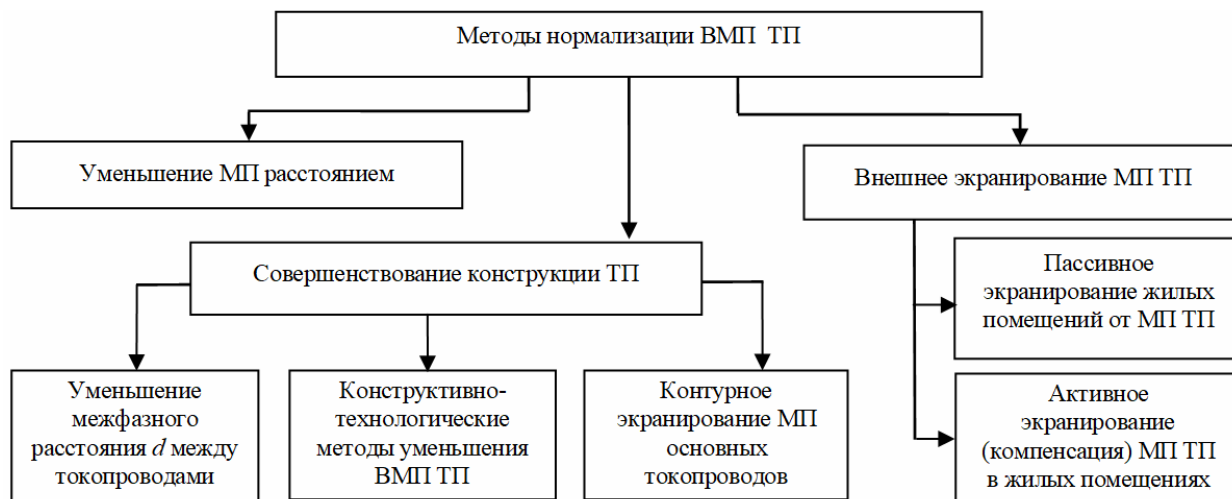 Методы нормализации ВМП ТП
Уменьшение МП расстоянием
Внешнее экранирование МП ТП
Совершенствование конструкции ТП
Пассивное
экранирование жилых
помещений от МП ТП
Уменьшение
межфазного
расстояния d между
токопроводами
Конструктивно-
технологические
методы уменьшения
ВМП ТП
Контурное
экранирование МП
основных
токопроводов
Активное
экранирование
(компенсация) МП ТП
в жилых помещениях